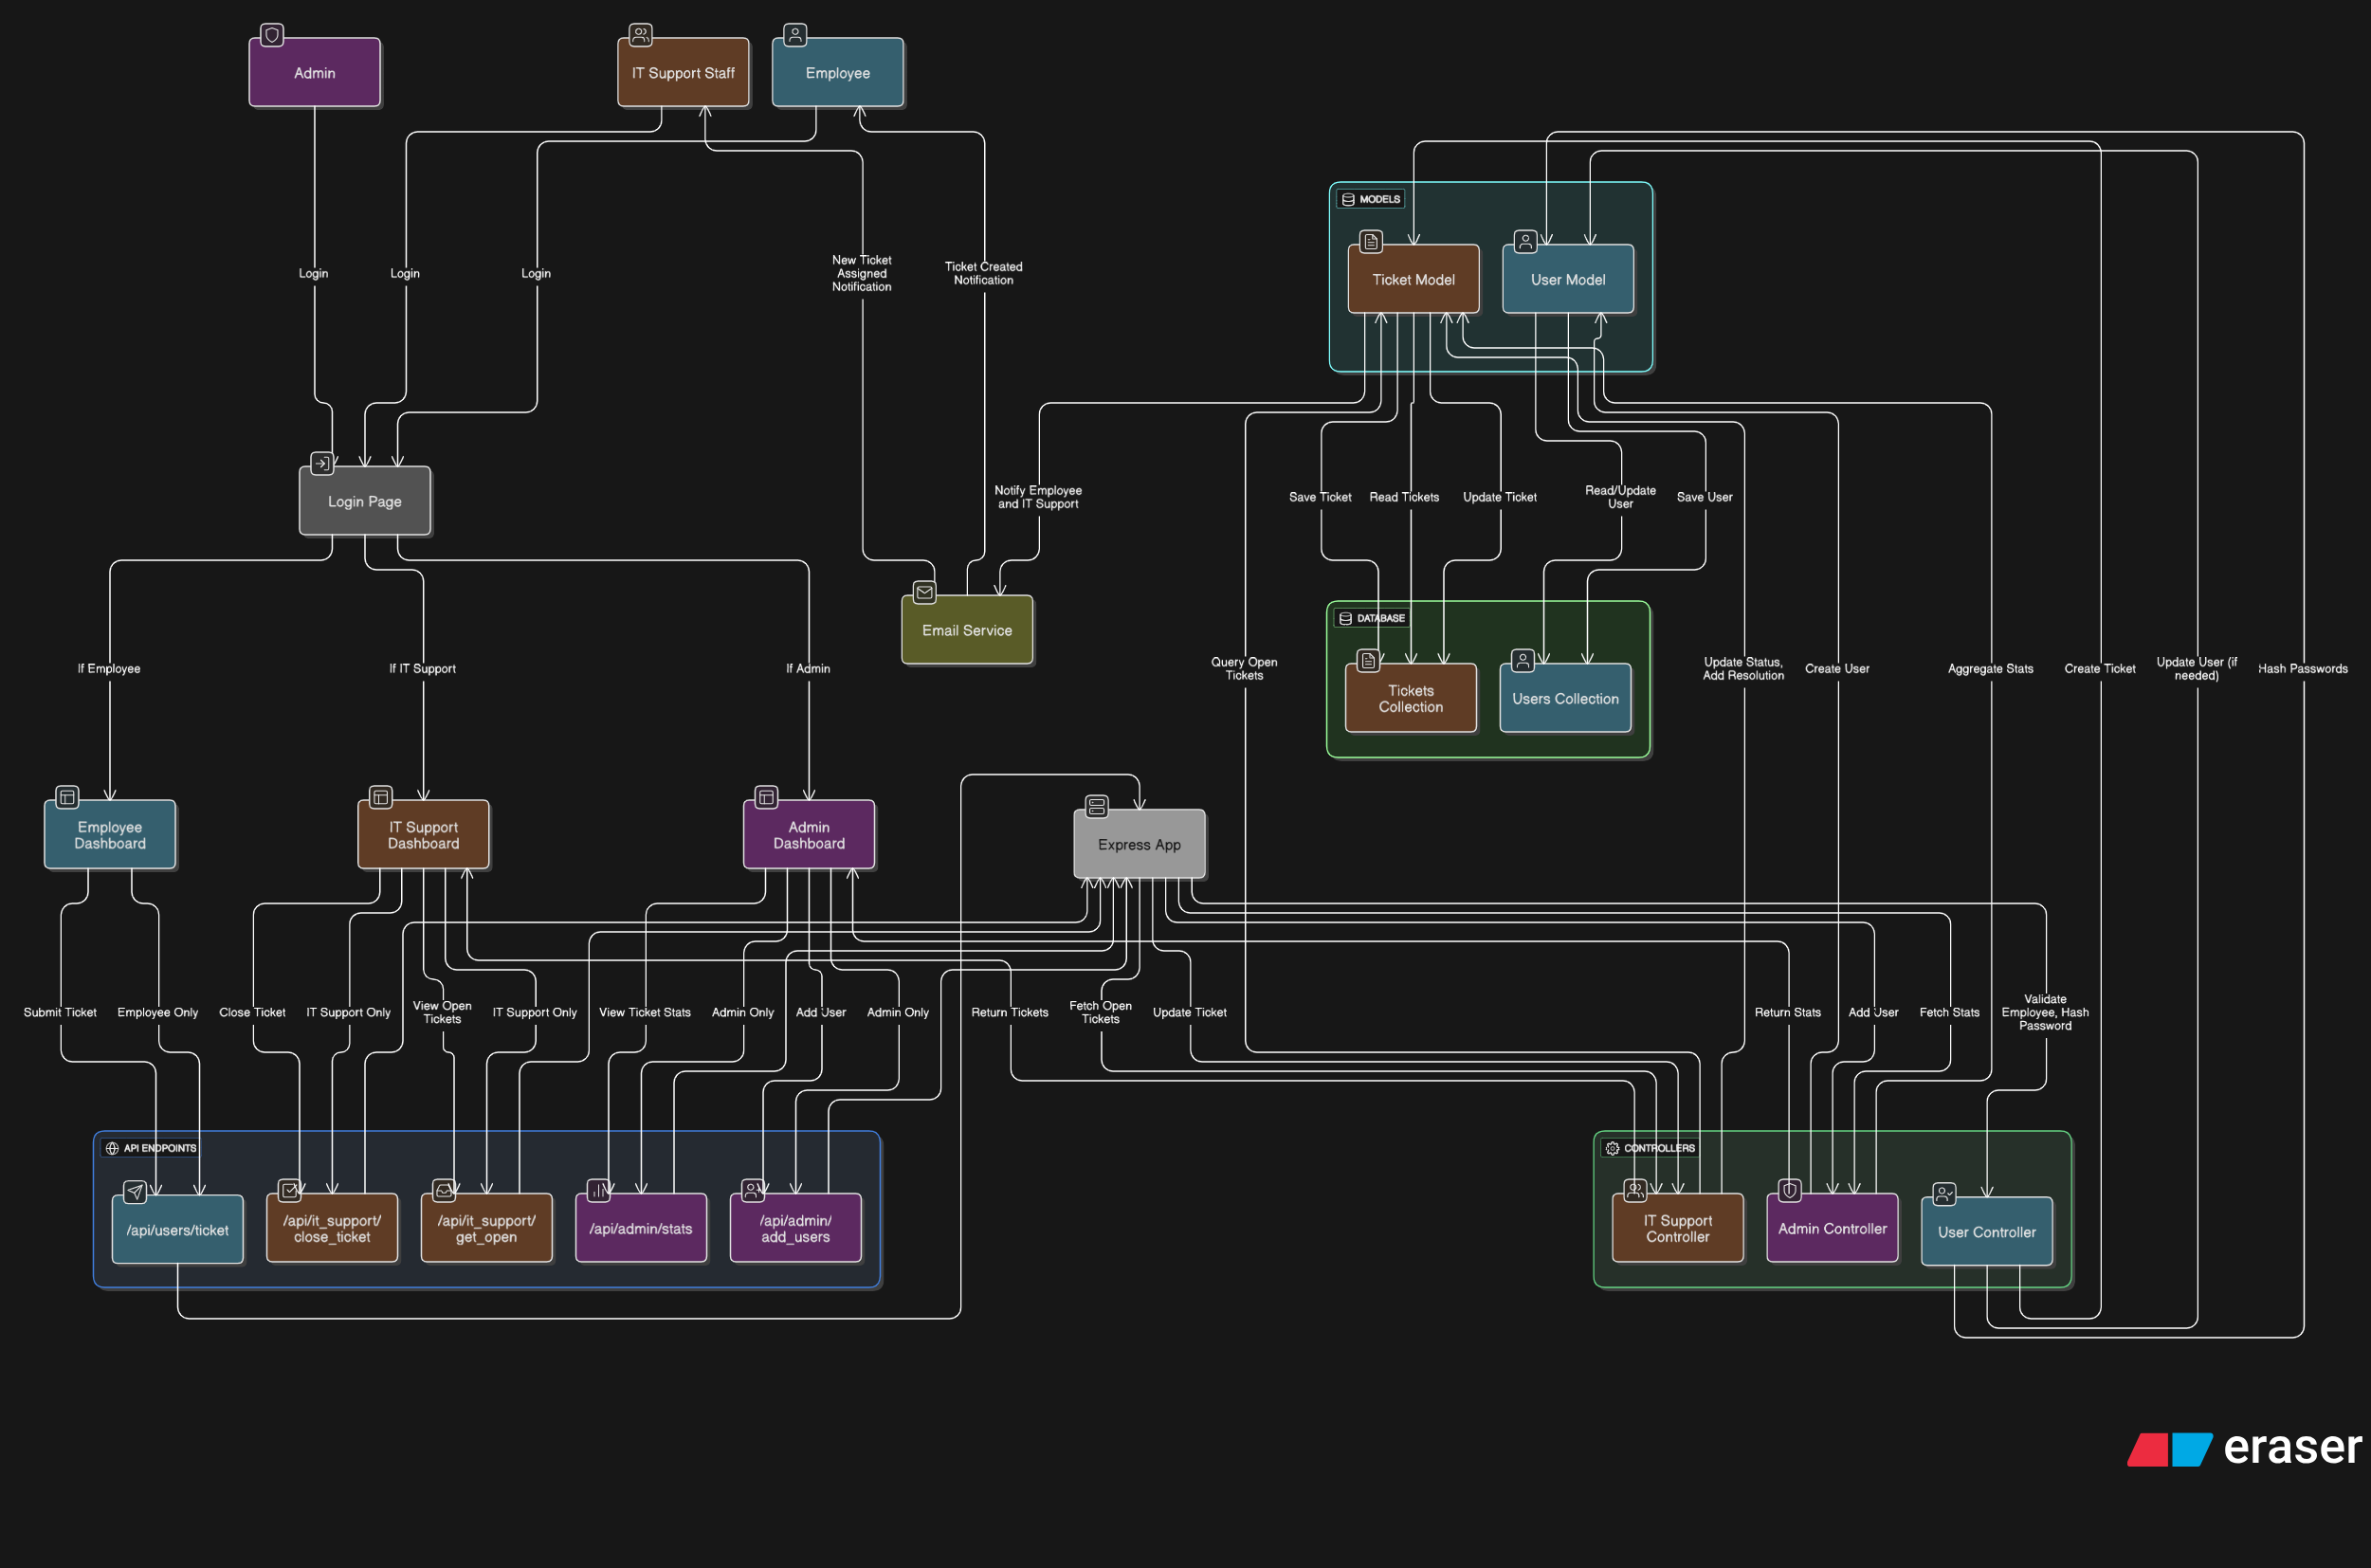 Admin
IT Support Staff
Employee
Login
Login
Login
New Ticket
Assigned
Notification
Ticket Created
Notification
MODELS
Ticket Model
User Model
Login Page
Notify Employee
and IT Support
Save Ticket
Read Tickets
Update Ticket
Read/Update
User
Save User
Email Service
DATABASE
Tickets
Collection
Users Collection
If Employee
If IT Support
If Admin
Query Open
Tickets
Update Status,
Add Resolution
Create User
Aggregate Stats
Create Ticket
Update User (if
needed)
Hash Passwords
Employee
Dashboard
IT Support
Dashboard
Admin
Dashboard
Express App
Submit Ticket
Employee Only
Close Ticket
IT Support Only
View Open
Tickets
IT Support Only
View Ticket Stats
Admin Only
Add User
Admin Only
Return Tickets
Fetch Open
Tickets
Update Ticket
Return Stats
Add User
Fetch Stats
Validate
Employee, Hash
Password
API ENDPOINTS
/api/users/ticket
/api/it_support/
close_ticket
/api/it_support/
get_open
/api/admin/stats
/api/admin/
add_users
CONTROLLERS
IT Support
Controller
Admin Controller
User Controller
eraser